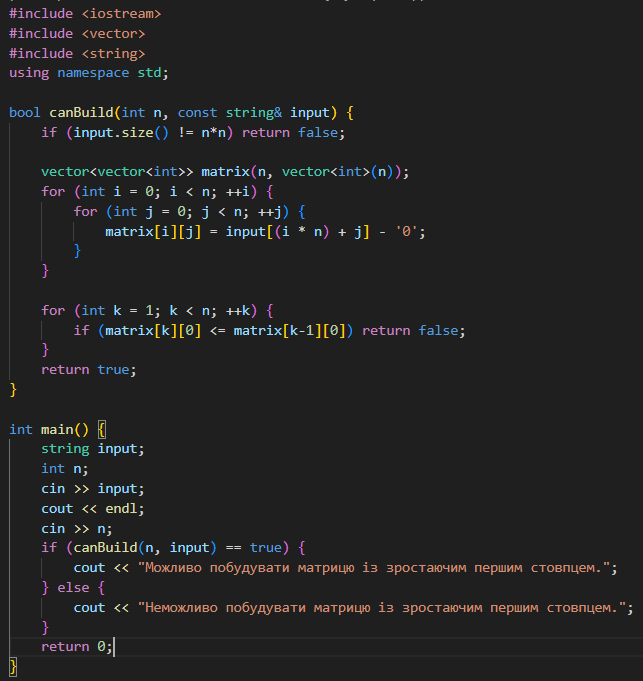 #include <iostream>
#include <vector>
#include <string>
using namespace std;

bool canBuild(int n, const string& input) {
    if (input.size() != n*n) return false;

    vector<vector<int>> matrix(n, vector<int>(n));
    for (int i = 0; i < n; ++i) {
        for (int j = 0; j < n; ++j) {
            matrix[i][j] = input[(i * n) + j] - '0';
        }
    }

    for (int k = 1; k < n; ++k) {
        if (matrix[k][0] <= matrix[k-1][0]) return false;
    }
    return true;
}

int main() {
    string input;
    int n;
    cin >> input;
    cout << endl;
    cin >> n;
    if (canBuild(n, input) == true) {
        cout << "Можливо побудувати матрицю із зростаючим першим стовпцем.";
    } else {
        cout << "Неможливо побудувати матрицю із зростаючим першим стовпцем.";
    }
    return 0;
}